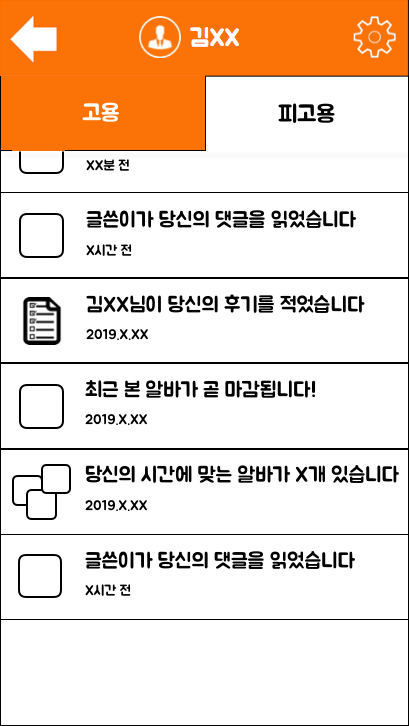 김XX
고용
피고용
XX분 전
글쓴이가 당신의 댓글을 읽었습니다
X시간 전
김XX님이 당신의 후기를 적었습니다
2019.X.XX
최근 본 알바가 곧 마감됩니다!
2019.X.XX
당신의 시간에 맞는 알바가 X개 있습니다
2019.X.XX
글쓴이가 당신의 댓글을 읽었습니다
X시간 전